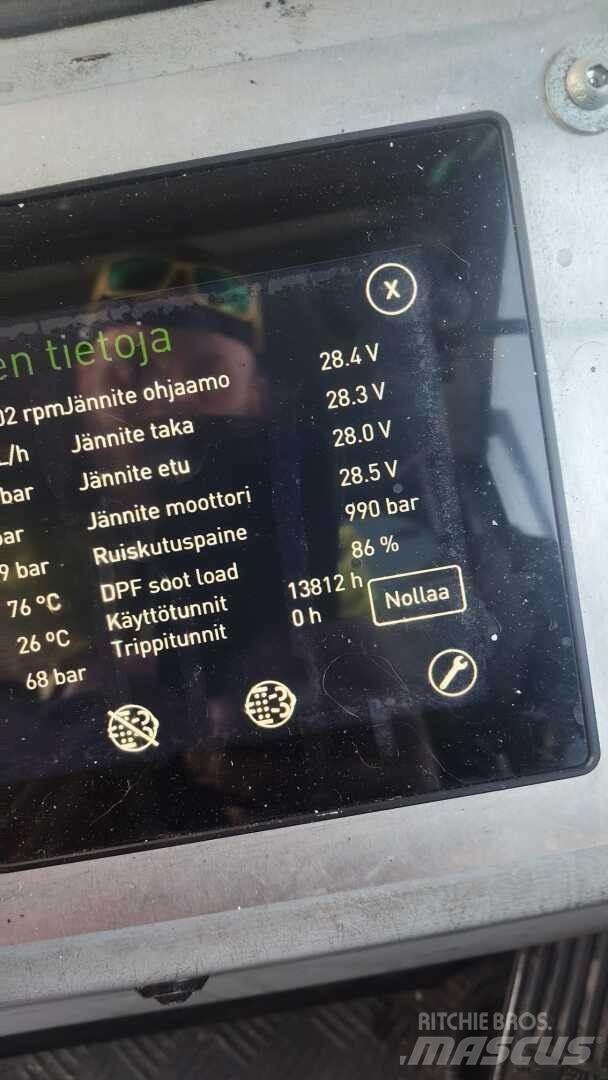 X
en tietoja
02 rpm Jännite ohjaamo 28.4 V
L/h Jännite taka 28.3 V
bar Jännite etu 28.0 V
bar Jännite moottori 28.5 V
9 bar Ruiskutuspaine 990 bar
76 ºC DPF soot load 86 %
26 ºC Käyttötunnit 13812 h
68 bar Trippitunnit 0 h
Nollaa
RITCHIE BROS.
MASCUS